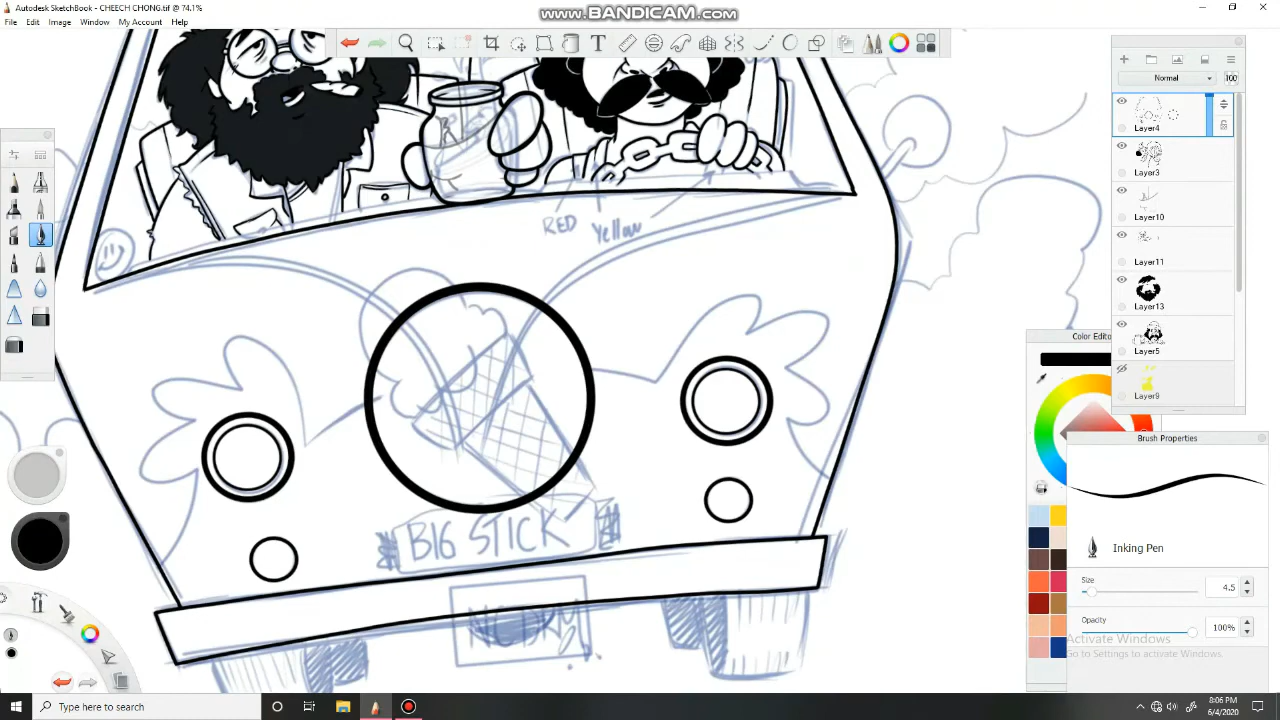 Autodesk SketchBook - CHEECH CHONG.tif @ 74.1%
www.BANDICAM.com
File Edit Image Window My Account Help
T
Normal 100
Layer4
Layer3
Layer10
Layer11
Layer13
Layer5
Layer9
RED Yellow
BIG STICK
Color Edit
Brush Properties
Inking Pen
Size
4.5
Opacity
100%
Activate Windows
Go to Settings to activate Windows.
Type here to search
8:06 PM
6/4/2020